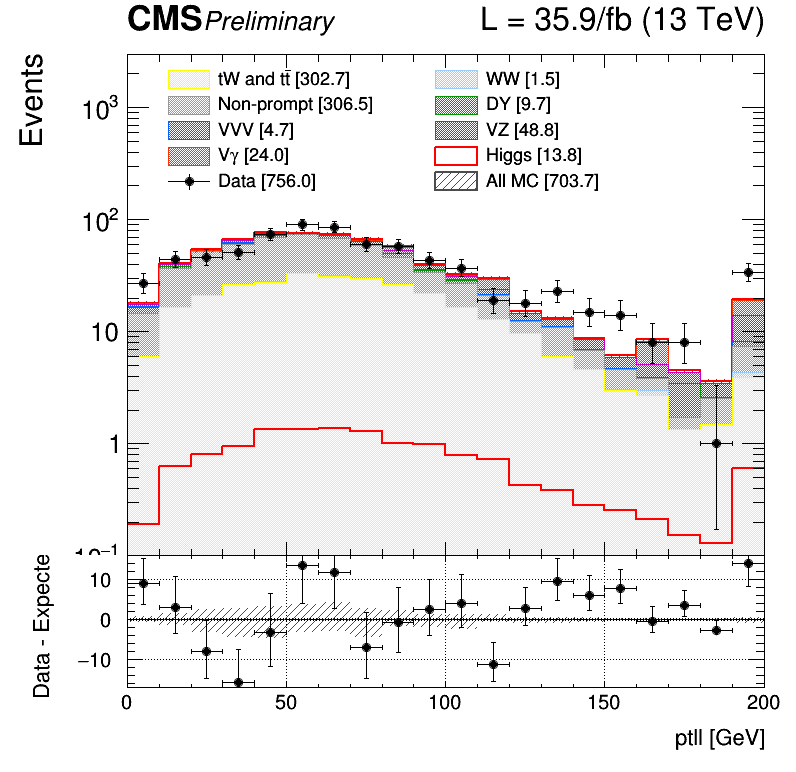 CMS Preliminary L = 35.9/fb (13 TeV)
Events
tW and tt̄ [302.7] WW [1.5]
Non-prompt [306.5] DY [9.7]
VVV [4.7] VZ [48.8]
Vγ [24.0] Higgs [13.8]
Data [756.0] All MC [703.7]
10³
10²
10
1
Data - Expecte
10
0
−10
0 50 100 150 200
ptll [GeV]